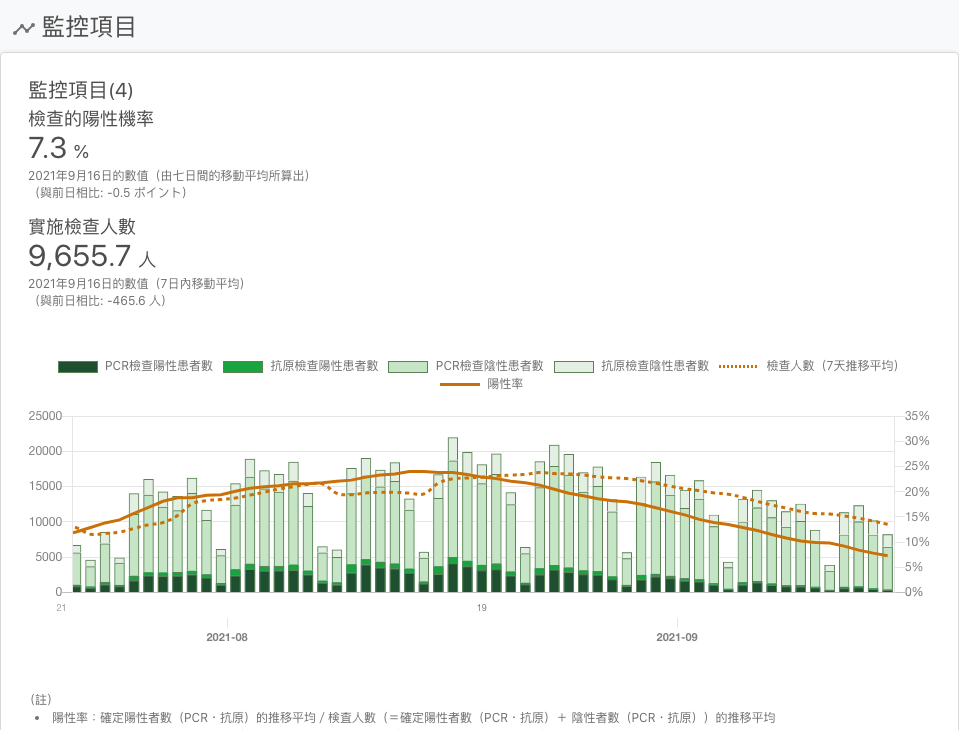 監控項目
監控項目(4)
檢查的陽性機率
7.3 %
2021年9月16日的數值（由七日間的移動平均所算出）
（與前日相比: -0.5 ポイント）
實施檢查人數
9,655.7 人
2021年9月16日的數值（7日內移動平均）
（與前日相比: -465.6 人）
PCR檢查陽性患者數 抗原檢查陽性患者數 PCR檢查陰性患者數 抗原檢查陰性患者數 檢查人數（7天推移平均）
陽性率
25000 35%
30%
20000
25%
15000 20%
15%
10000
10%
5000
5%
0 0%
21 19
2021-08 2021-09
（註）
• 陽性率：確定陽性者數（PCR・抗原）的推移平均 / 檢查人數（＝確定陽性者數（PCR・抗原）＋ 陰性者數（PCR・抗原））的推移平均